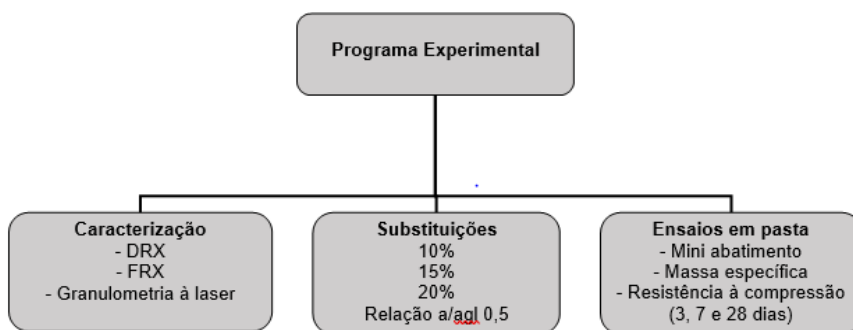 Programa Experimental
Caracterização
- DRX
- FRX
- Granulometria à laser
Substituições
10%
15%
20%
Relação a/agl 0,5
Ensaios em pasta
- Mini abatimento
- Massa específica
- Resistência à compressão
(3, 7 e 28 dias)